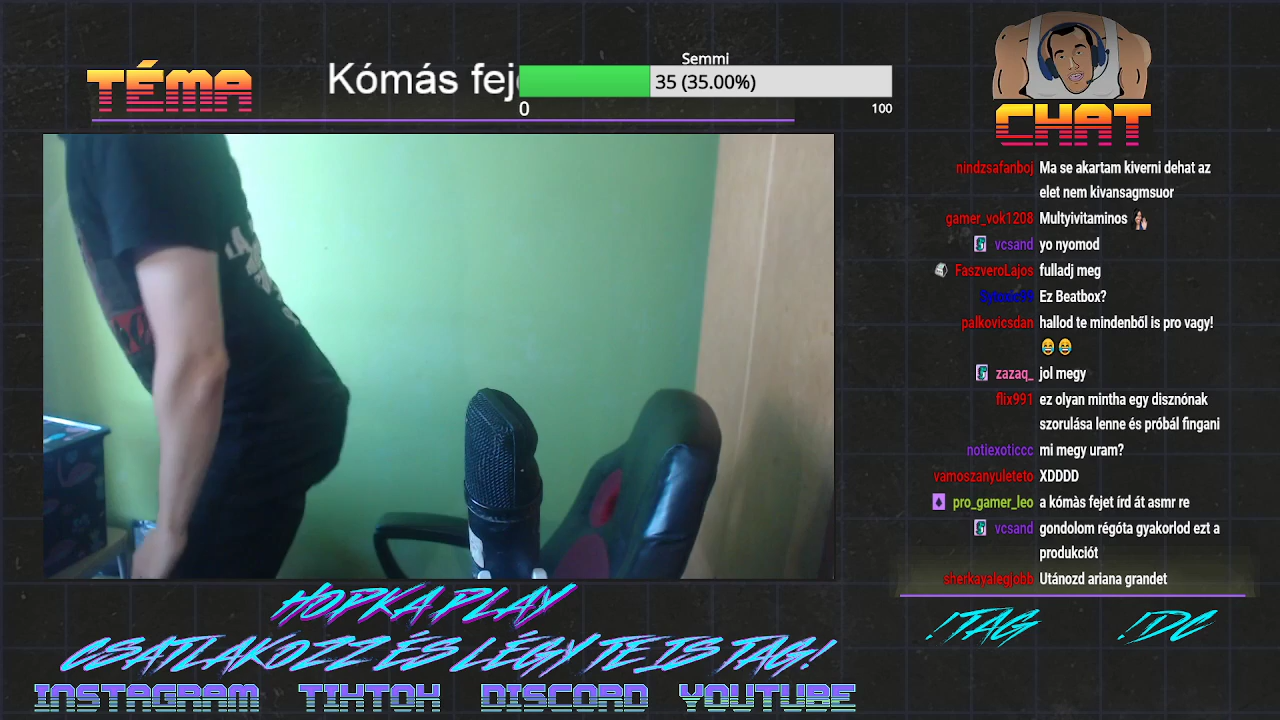 Semmi
TÉMA
Kómás fej
35 (35.00%)
0
100
CHAT
nindzsafanboj Ma se akartam kiverni dehat az
elet nem kivansagmsuor
gamer_vok1208 Multyivitaminos
vcsand yo nyomod
FaszveroLajos fulladj meg
Ez Beatbox?
palkovicsdan hallod te mindenből is pro vagy!
zazaq_ jol megy
flix991 ez olyan mintha egy disznónak
szorulása lenne és próbál fingani
notiexoticcc mi megy uram?
vamoszanyuleteto XDDDD
pro_gamer_leo a kómàs fejet írd át asmr re
vcsand gondolom régóta gyakorlod ezt a
produkciót
sherkayalegjobb Utánozd ariana grandet
!TAG
!DC
HOPKA PLAY
CSATLAKOZZ ÉS LÉGY TE IS TAG!
INSTAGRAM TIKTOK DISCORD YOUTUBE